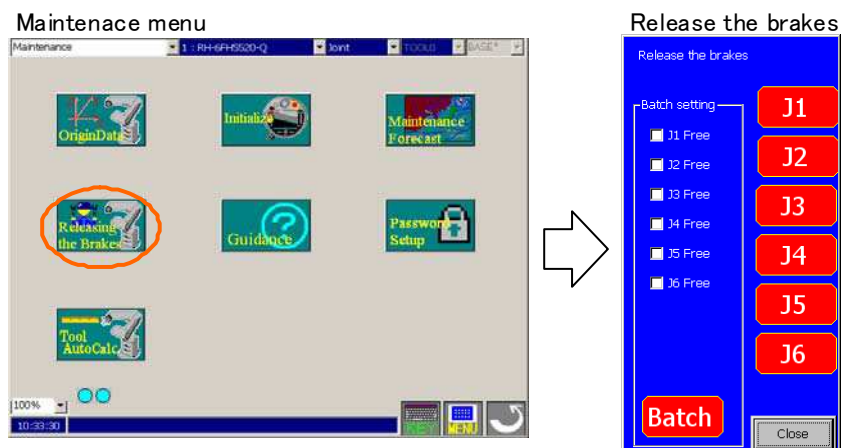 Maintenace menu
Maintenance
1 : RH-6FHS520-Q
Joint
TOOL0
BASE*
OriginData
Initialize
Maintenance
Forecast
Releasing
the Brakes
Guidance
Password
Setup
Tool
AutoCalc
100%
10:33:30
KEY
MENU
Release the brakes
Release the brakes
Batch setting
J1 Free
J2 Free
J3 Free
J4 Free
J5 Free
J6 Free
Batch
J1
J2
J3
J4
J5
J6
Close